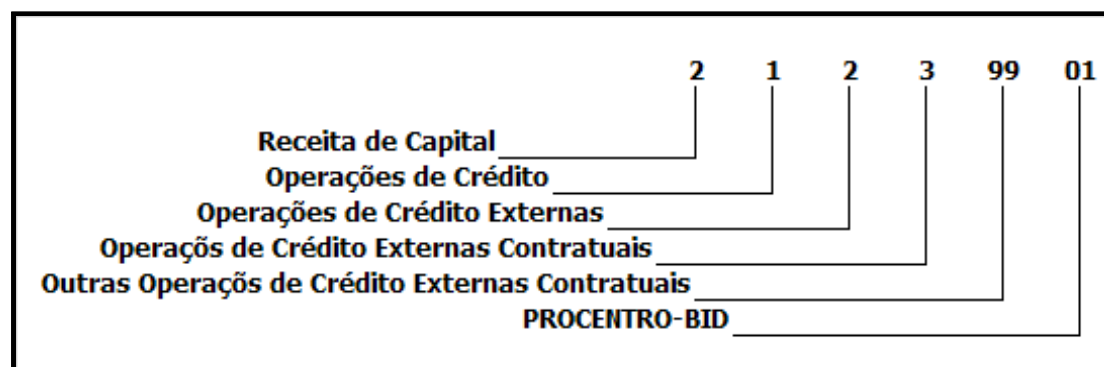 2 1 2 3 99 01
Receita de Capital
Operações de Crédito
Operações de Crédito Externas
Operaçõs de Crédito Externas Contratuais
Outras Operaçõs de Crédito Externas Contratuais
PROCENTRO-BID